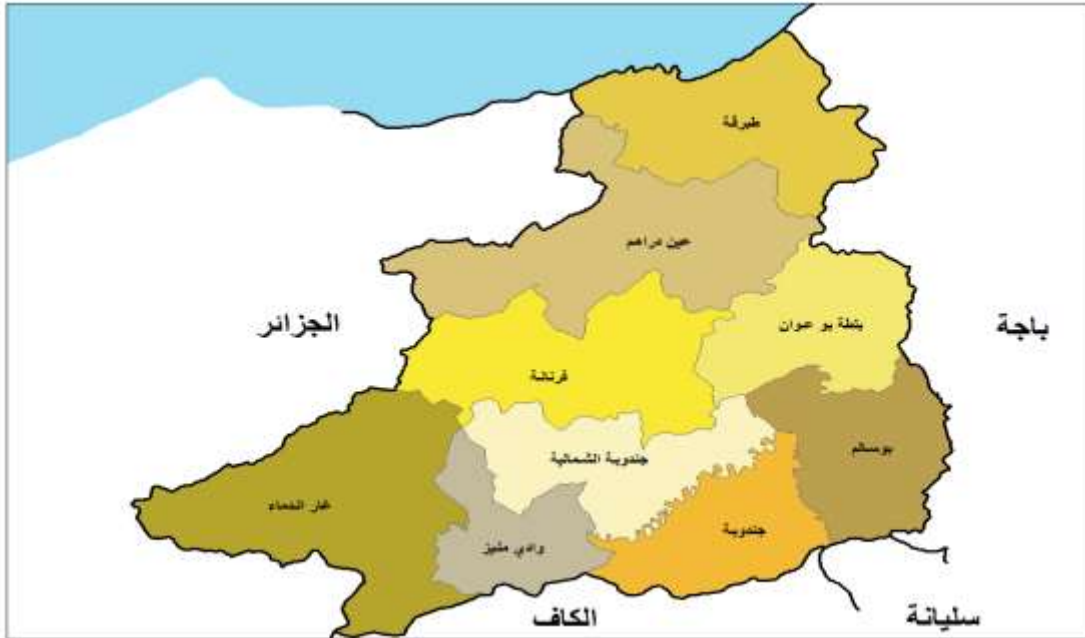 طبرقة
عين دراهم
الجزائر
بلطة بو عوان
باجة
فرنانة
بوسالم
جندوبة الشمالية
غار الدماء
جندوبة
وادي مليز
الكاف
سليانة